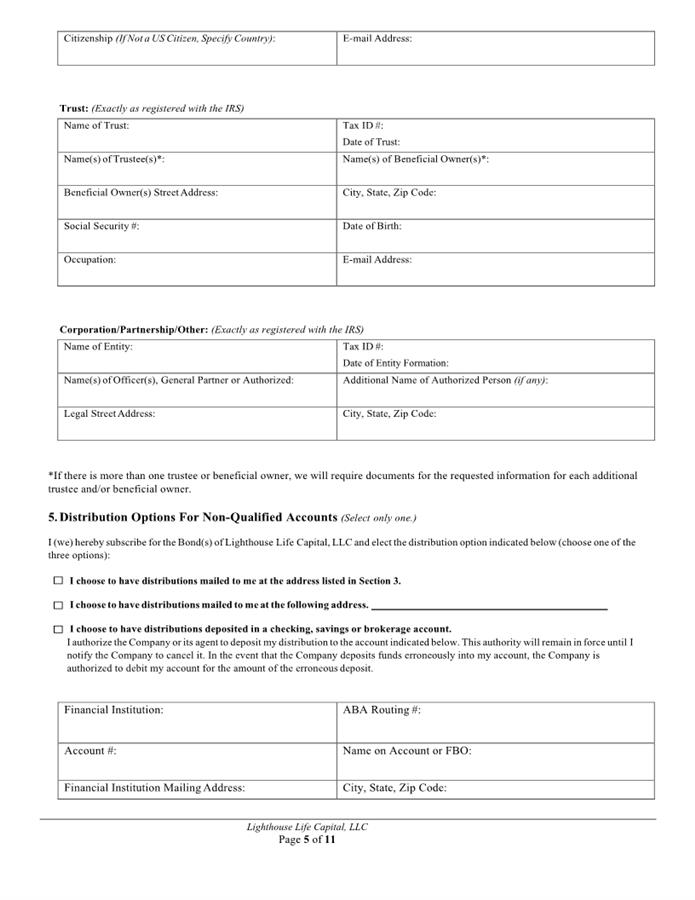 Citizenship (If Not a US Citizen, Specify Country):
E-mail Address:
Trust: (Exactly as registered with the IRS)
Name of Trust:
Tax ID #:
Date of Trust:
Name(s) of Trustee(s)*:
Name(s) of Beneficial Owner(s)*:
Beneficial Owner(s) Street Address:
City, State, Zip Code:
Social Security #:
Date of Birth:
Occupation:
E-mail Address:
Corporation/Partnership/Other: (Exactly as registered with the IRS)
Name of Entity:
Tax ID #:
Date of Entity Formation:
Name(s) of Officer(s), General Partner or Authorized:
Additional Name of Authorized Person (if any):
Legal Street Address:
City, State, Zip Code:
*If there is more than one trustee or beneficial owner, we will require documents for the requested information for each additional
trustee and/or beneficial owner.
5. Distribution Options For Non-Qualified Accounts (Select only one.)
I (we) hereby subscribe for the Bond(s) of Lighthouse Life Capital, LLC and elect the distribution option indicated below (choose one of the
three options):
☐ I choose to have distributions mailed to me at the address listed in Section 3.
☐ I choose to have distributions mailed to me at the following address. ____________________
☐ I choose to have distributions deposited in a checking, savings or brokerage account.
I authorize the Company or its agent to deposit my distribution to the account indicated below. This authority will remain in force until I
notify the Company to cancel it. In the event that the Company deposits funds erroneously into my account, the Company is
authorized to debit my account for the amount of the erroneous deposit.
Financial Institution:
ABA Routing #:
Account #:
Name on Account or FBO:
Financial Institution Mailing Address:
City, State, Zip Code:
Lighthouse Life Capital, LLC
Page 5 of 11